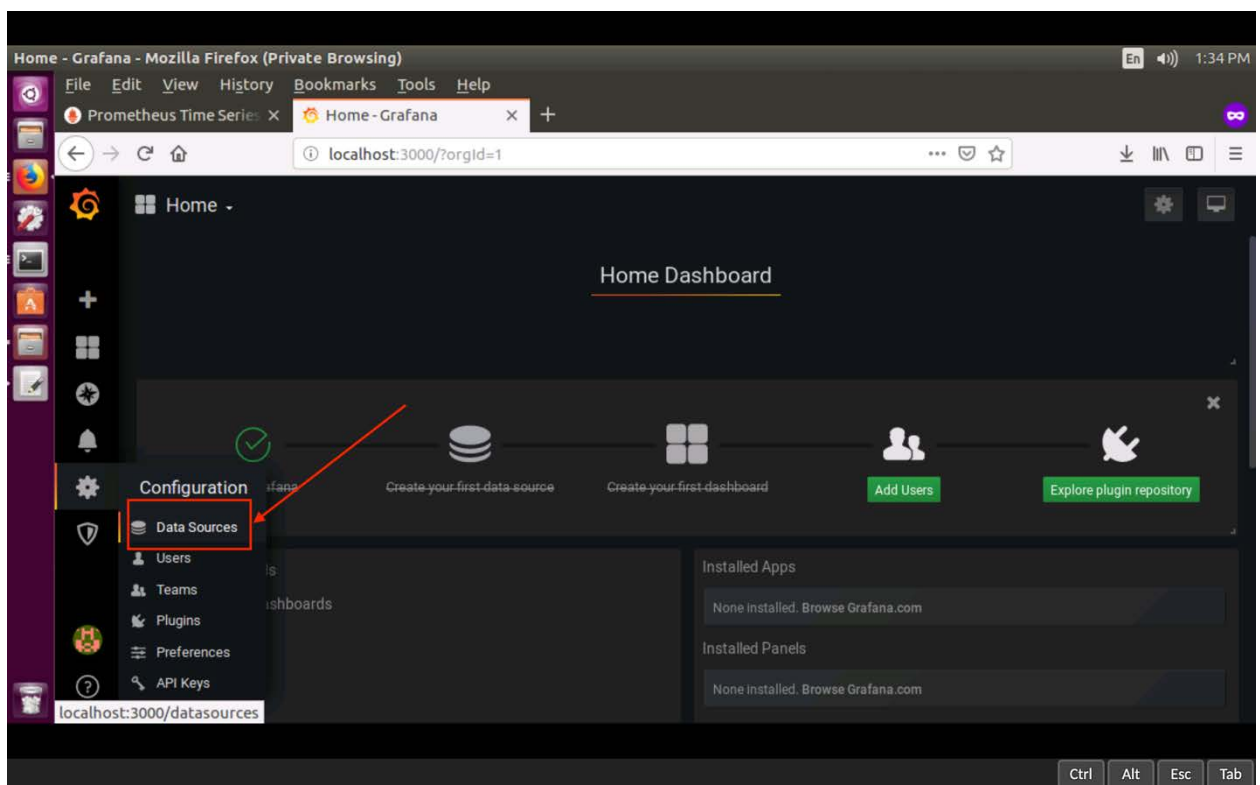 Home - Grafana - Mozilla Firefox (Private Browsing)
En
1:34 PM
File Edit View History Bookmarks Tools Help
Prometheus Time Series
Home - Grafana
localhost:3000/?orgId=1
Home
Home Dashboard
Create your first data source
Create your first dashboard
Add Users
Explore plugin repository
Configuration
Data Sources
Users
Teams
Plugins
Preferences
API Keys
Installed Apps
None installed. Browse Grafana.com
Installed Panels
None installed. Browse Grafana.com
localhost:3000/datasources
Ctrl
Alt
Esc
Tab